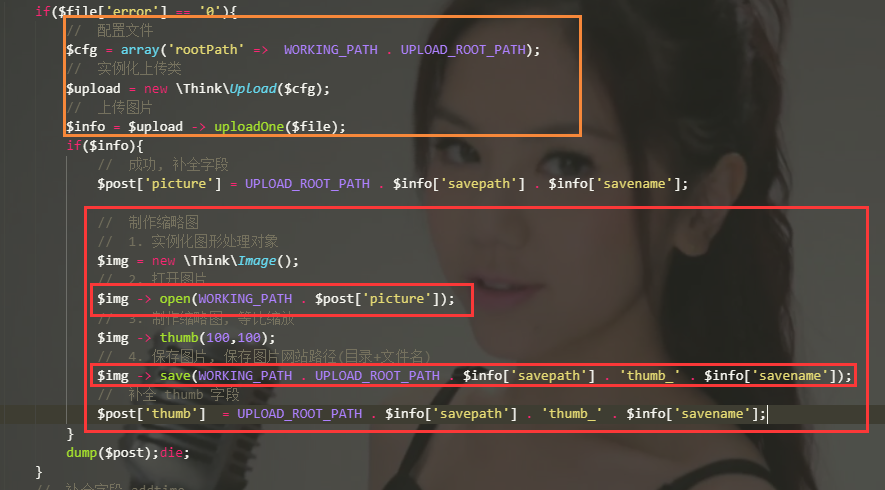 if($file['error'] == '0'){
// 配置文件
$cfg = array('rootPath' => WORKING_PATH . UPLOAD_ROOT_PATH);
// 实例化上传类
$upload = new \Think\Upload($cfg);
// 上传图片
$info = $upload -> uploadOne($file);
if($info){
// 成功, 补全字段
$post['picture'] = UPLOAD_ROOT_PATH . $info['savepath'] . $info['savename'];
// 制作缩略图
// 1. 实例化图形处理对象
$img = new \Think\Image();
// 2. 打开图片
$img -> open(WORKING_PATH . $post['picture']);
// 3. 制作缩略图, 等比缩放
$img -> thumb(100,100);
// 4. 保存图片, 保存图片网站路径(目录+文件名)
$img -> save(WORKING_PATH . UPLOAD_ROOT_PATH . $info['savepath'] . 'thumb_' . $info['savename']);
// 补全 thumb 字段
$post['thumb'] = UPLOAD_ROOT_PATH . $info['savepath'] . 'thumb_' . $info['savename'];
}
dump($post);die;
}
// 补全字段 addtime